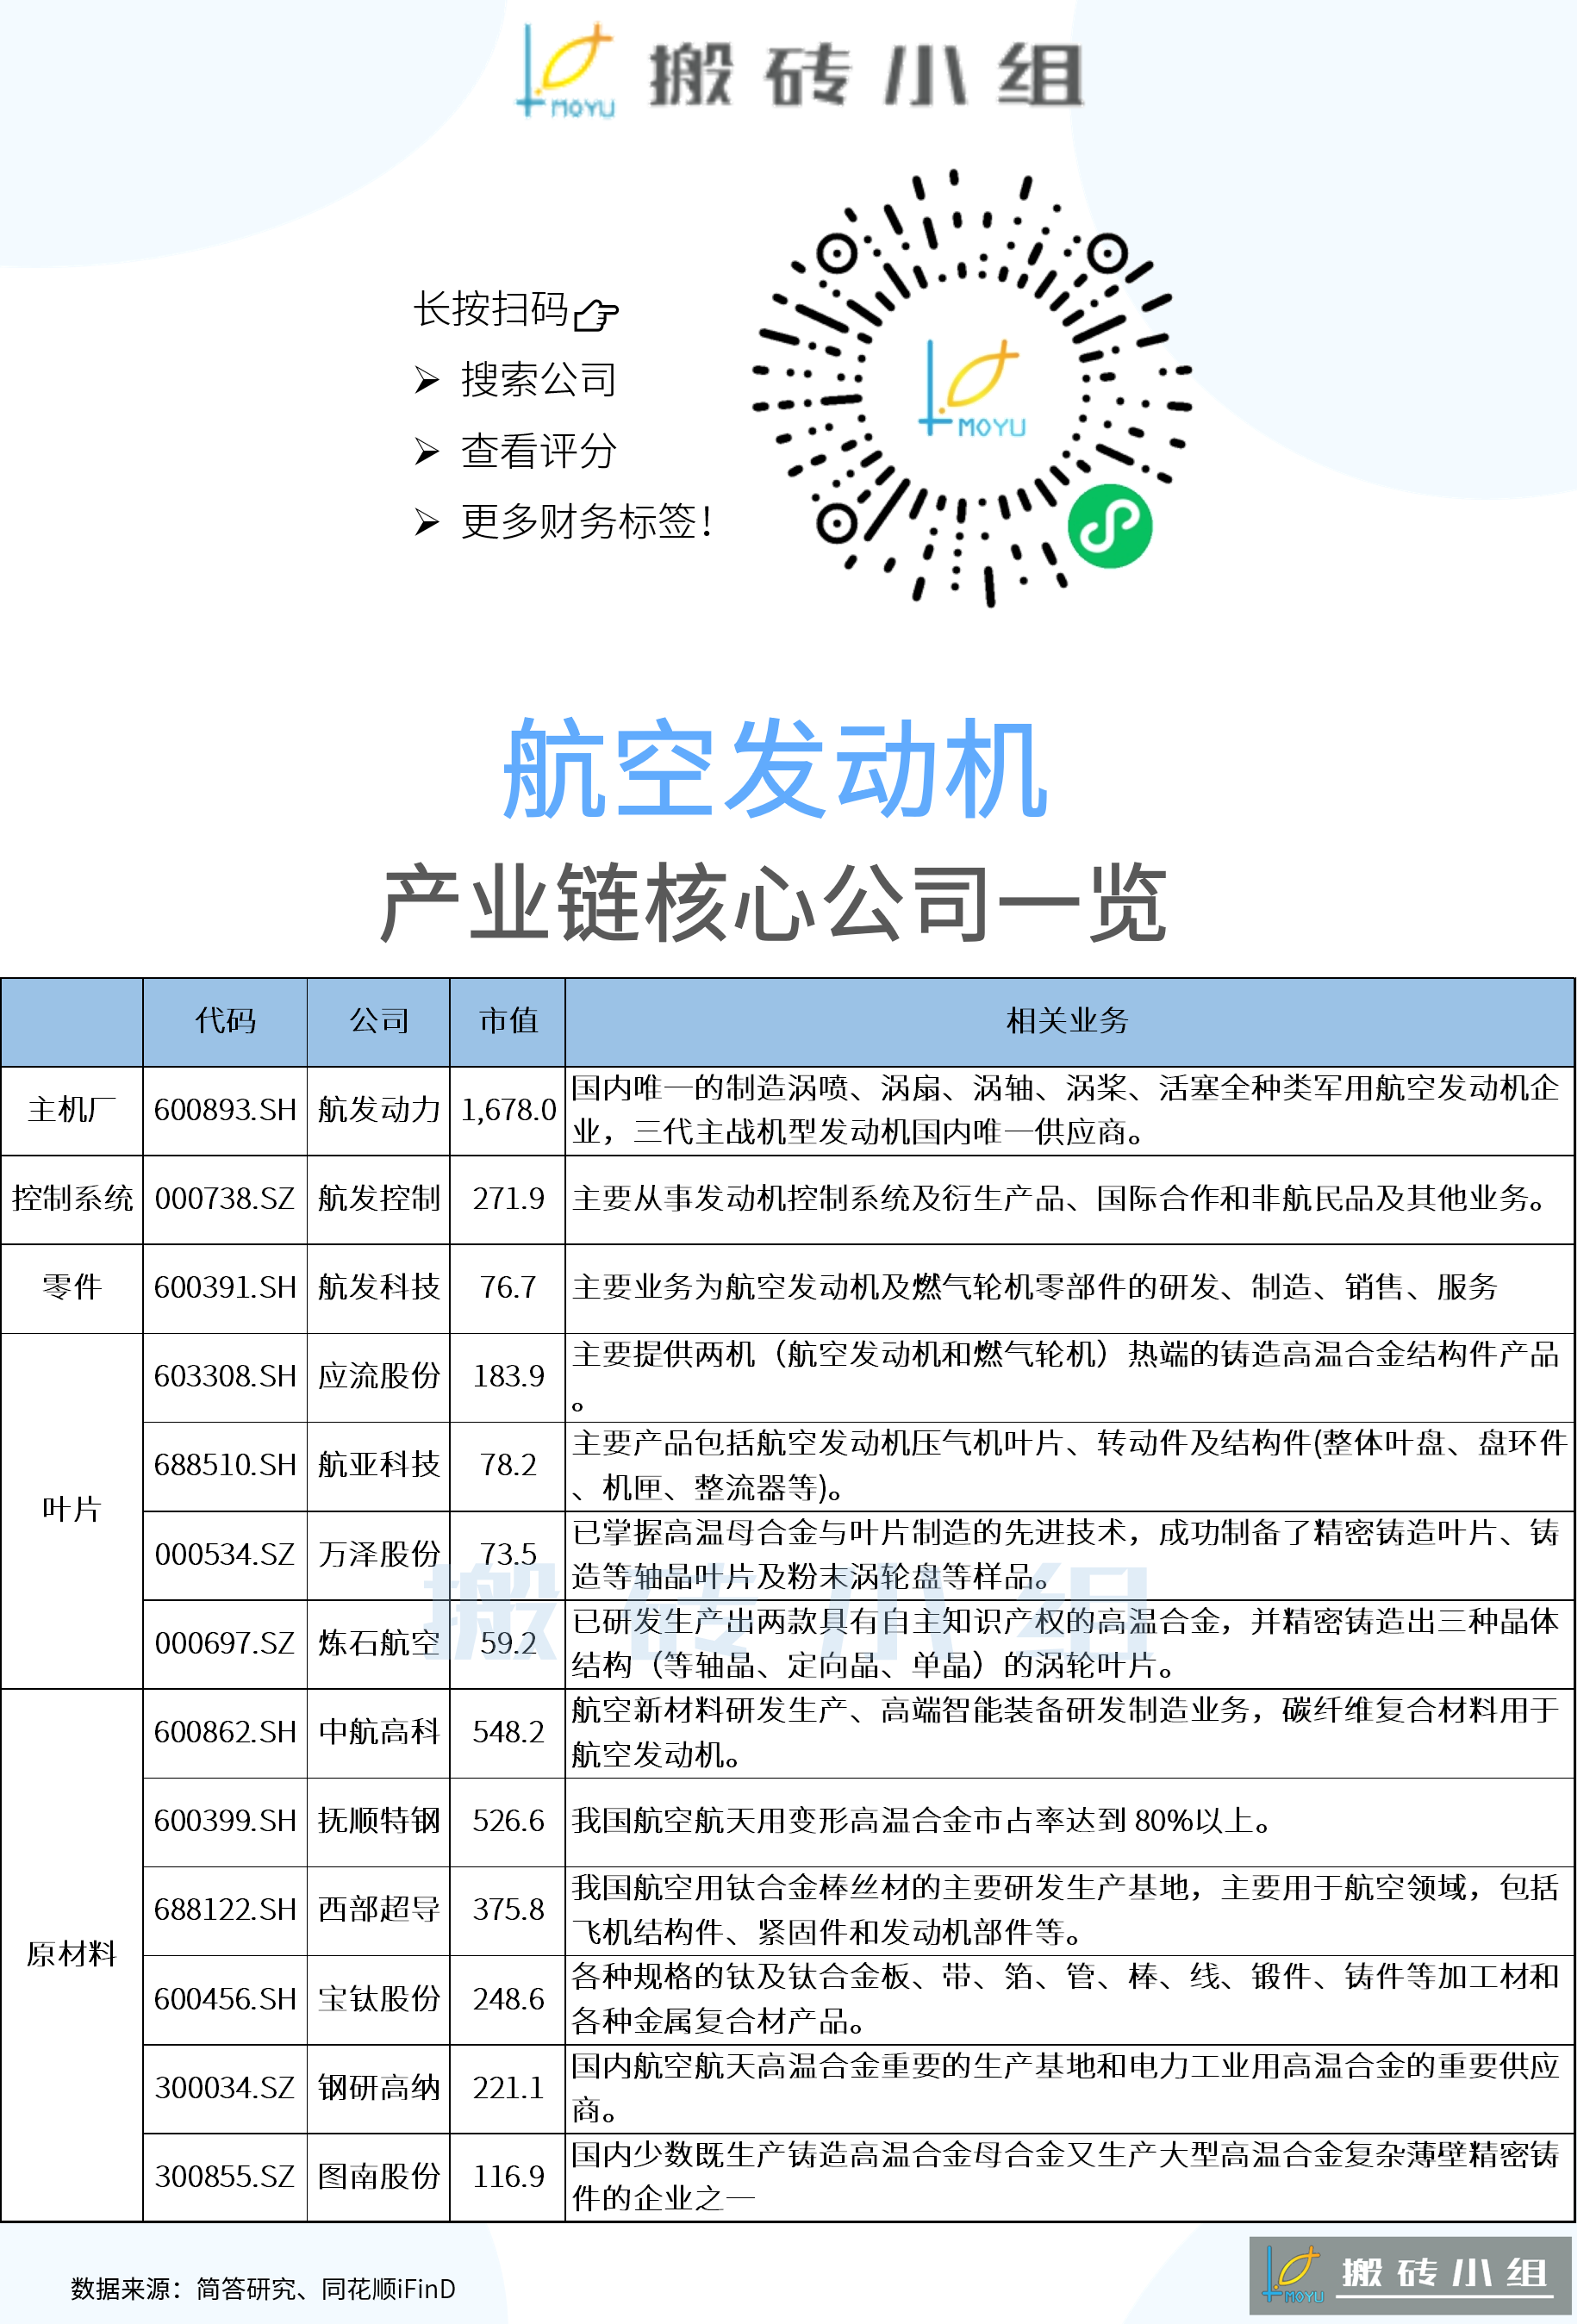 MOYU 搬砖小组
长按扫码
搜索公司
查看评分
更多财务标签！
MOYU
航空发动机
产业链核心公司一览
代码 公司 市值 相关业务
主机厂 600893.SH 航发动力 1,678.0 国内唯一的制造涡喷、涡扇、涡轴、涡桨、活塞全种类军用航空发动机企
业，三代主战机型发动机国内唯一供应商。
控制系统 000738.SZ 航发控制 271.9 主要从事发动机控制系统及衍生产品、国际合作和非航民品及其他业务。
零件 600391.SH 航发科技 76.7 主要业务为航空发动机及燃气轮机零部件的研发、制造、销售、服务
叶片 603308.SH 应流股份 183.9 主要提供两机（航空发动机和燃气轮机）热端的铸造高温合金结构件产品
。
688510.SH 航亚科技 78.2 主要产品包括航空发动机压气机叶片、转动件及结构件(整体叶盘、盘环件
、机匣、整流器等)。
000534.SZ 万泽股份 73.5 已掌握高温母合金与叶片制造的先进技术，成功制备了精密铸造叶片、铸
造等轴晶叶片及粉末涡轮盘等样品。
搬砖小组
000697.SZ 炼石航空 59.2 已研发生产出两款具有自主知识产权的高温合金，并精密铸造出三种晶体
结构（等轴晶、定向晶、单晶）的涡轮叶片。
原材料 600862.SH 中航高科 548.2 航空新材料研发生产、高端智能装备研发制造业务，碳纤维复合材料用于
航空发动机。
600399.SH 抚顺特钢 526.6 我国航空航天用变形高温合金市占率达到 80%以上。
688122.SH 西部超导 375.8 我国航空用钛合金棒丝材的主要研发生产基地，主要用于航空领域，包括
飞机结构件、紧固件和发动机部件等。
600456.SH 宝钛股份 248.6 各种规格的钛及钛合金板、带、箔、管、棒、线、锻件、铸件等加工材和
各种金属复合材产品。
300034.SZ 钢研高纳 221.1 国内航空航天高温合金重要的生产基地和电力工业用高温合金的重要供应
商。
300855.SZ 图南股份 116.9 国内少数既生产铸造高温合金母合金又生产大型高温合金复杂薄壁精密铸
件的企业之一
数据来源：简答研究、同花顺iFinD
MOYU 搬砖小组